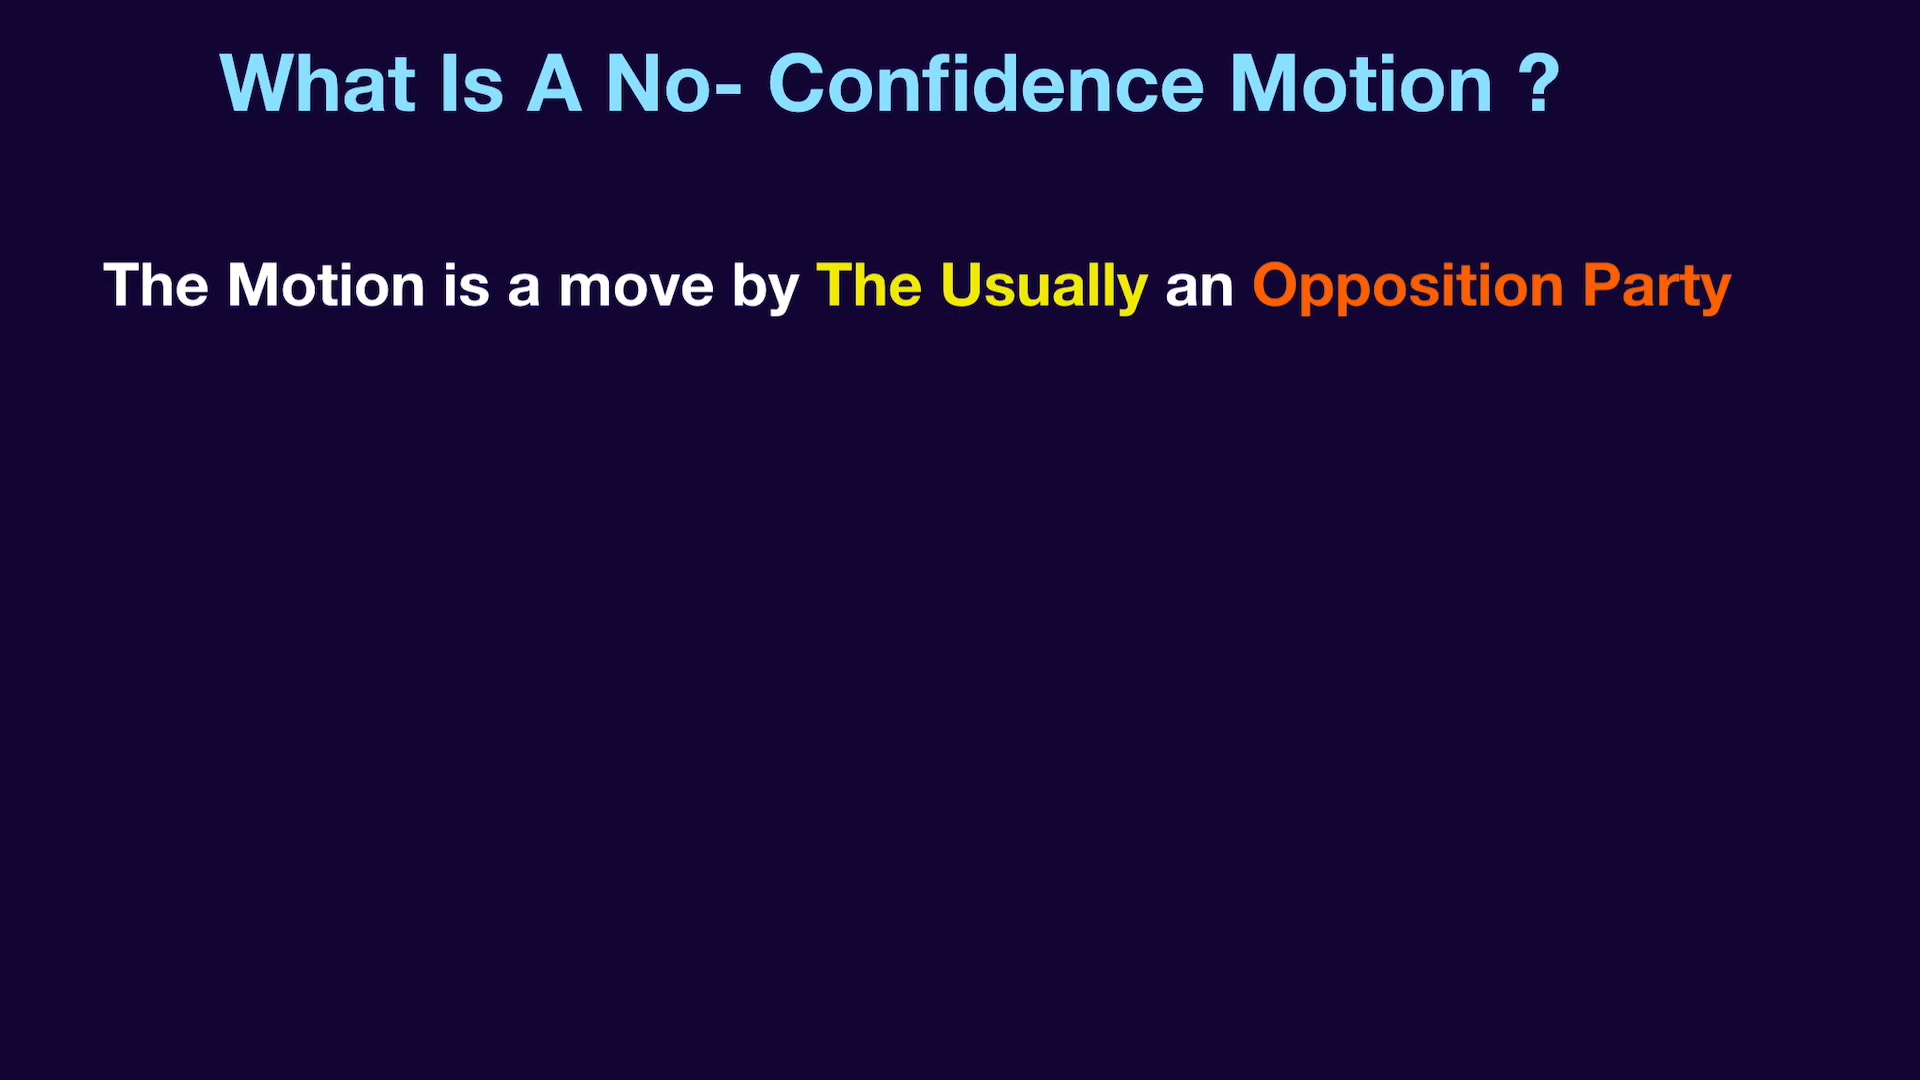 What Is A No- Confidence Motion ?
The Motion is a move by The Usually an Opposition Party